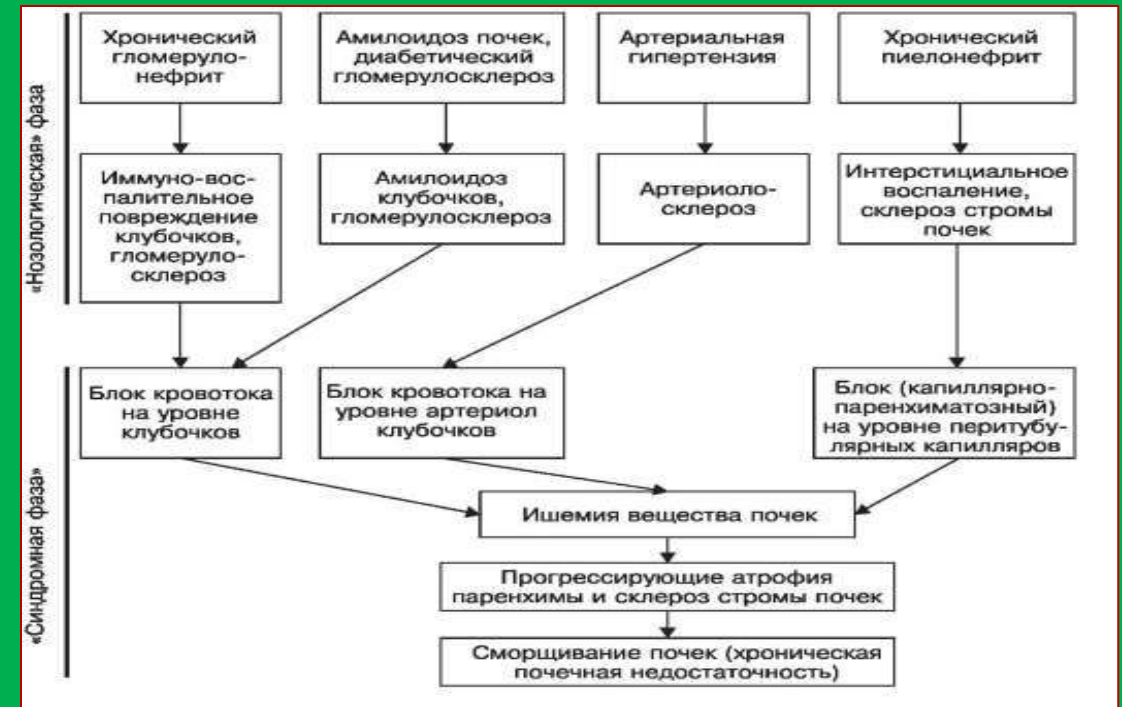 «Нозологическая» фаза
Хронический
гломеруло-
нефрит
Амилоидоз почек,
диабетический
гломерулосклероз
Артериальная
гипертензия
Хронический
пиелонефрит
Иммуно-вос-
палительное
повреждение
клубочков,
гломеруло-
склероз
Амилоидоз
клубочков,
гломерулосклероз
Артериоло-
склероз
Интерстициальное
воспаление,
склероз стромы
почек
«Синдромная фаза»
Блок кровотока
на уровне
клубочков
Блок кровотока на
уровне артериол
клубочков
Блок (капиллярно-
паренхиматозный)
на уровне перитубу-
лярных капилляров
Ишемия вещества почек
Прогрессирующие атрофия
паренхимы и склероз стромы почек
Сморщивание почек (хроническая
почечная недостаточность)